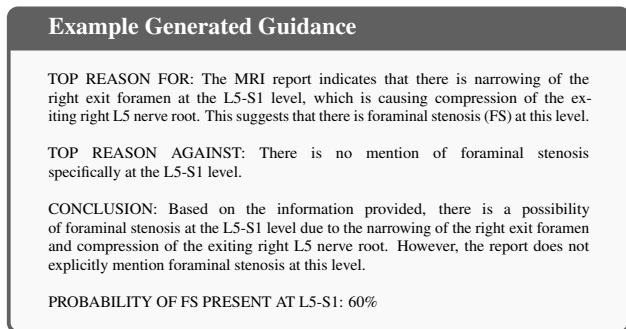 Example Generated Guidance
TOP REASON FOR: The MRI report indicates that there is narrowing of the
right exit foramen at the L5-S1 level, which is causing compression of the ex-
iting right L5 nerve root. This suggests that there is foraminal stenosis (FS) at this level.
TOP REASON AGAINST: There is no mention of foraminal stenosis
specifically at the L5-S1 level.
CONCLUSION: Based on the information provided, there is a possibility
of foraminal stenosis at the L5-S1 level due to the narrowing of the right exit foramen
and compression of the exiting right L5 nerve root. However, the report does not
explicitly mention foraminal stenosis at this level.
PROBABILITY OF FS PRESENT AT L5-S1: 60%